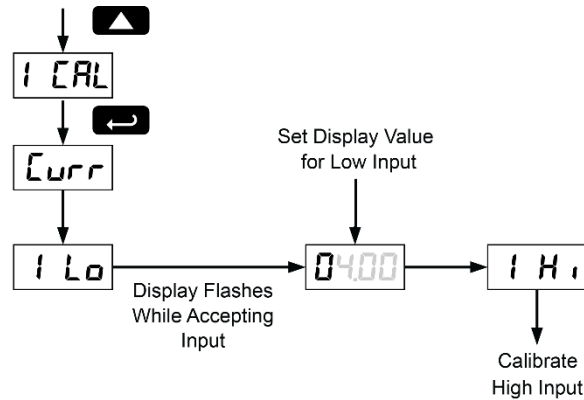 1 CAL
Curr
Set Display Value
for Low Input
1 Lo
04.00
1 Hi
Display Flashes
While Accepting
Input
Calibrate
High Input